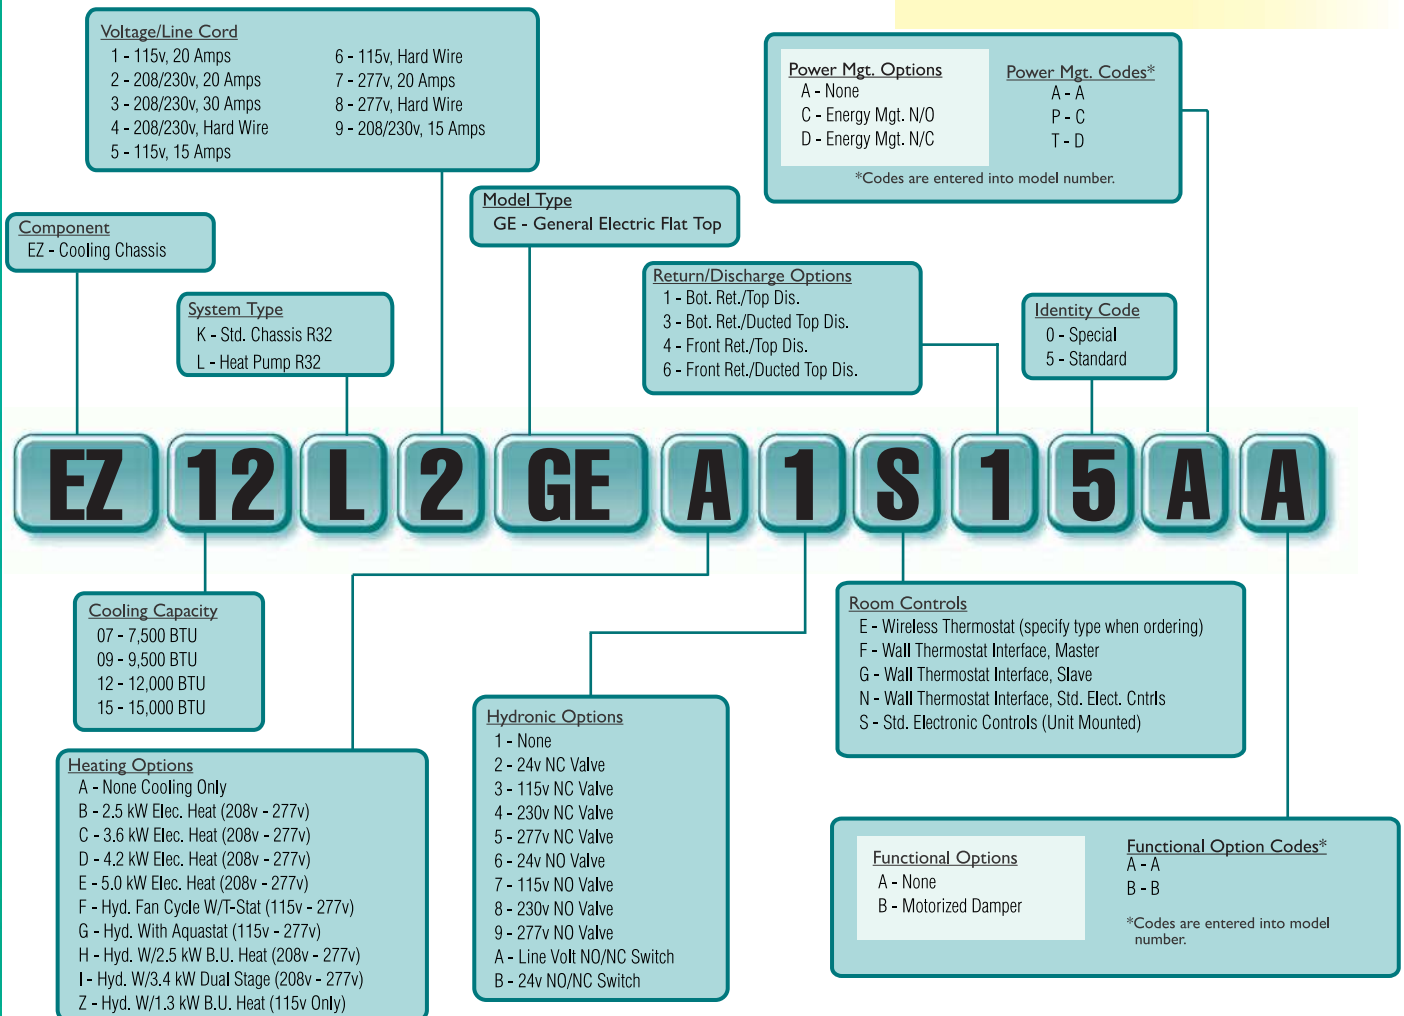 Voltage/Line Cord
1 - 115v, 20 Amps
2 - 208/230v, 20 Amps
3 - 208/230v, 30 Amps
4 - 208/230v, Hard Wire
5 - 115v, 15 Amps
6 - 115v, Hard Wire
7 - 277v, 20 Amps
8 - 277v, Hard Wire
9 - 208/230v, 15 Amps
Power Mgt. Options
A - None
C - Energy Mgt. N/O
D - Energy Mgt. N/C
Power Mgt. Codes*
A - A
P - C
T - D
*Codes are entered into model number.
Model Type
GE - General Electric Flat Top
Component
EZ - Cooling Chassis
System Type
K - Std. Chassis R32
L - Heat Pump R32
Return/Discharge Options
1 - Bot. Ret./Top Dis.
3 - Bot. Ret./Ducted Top Dis.
4 - Front Ret./Top Dis.
6 - Front Ret./Ducted Top Dis.
Identity Code
0 - Special
5 - Standard
EZ 12 L 2 GE A 1 S 1 5 A A
Cooling Capacity
07 - 7,500 BTU
09 - 9,500 BTU
12 - 12,000 BTU
15 - 15,000 BTU
Heating Options
A - None Cooling Only
B - 2.5 kW Elec. Heat (208v - 277v)
C - 3.6 kW Elec. Heat (208v - 277v)
D - 4.2 kW Elec. Heat (208v - 277v)
E - 5.0 kW Elec. Heat (208v - 277v)
F - Hyd. Fan Cycle W/T-Stat (115v - 277v)
G - Hyd. With Aquastat (115v - 277v)
H - Hyd. W/2.5 kW B.U. Heat (208v - 277v)
I - Hyd. W/3.4 kW Dual Stage (208v - 277v)
Z - Hyd. W/1.3 kW B.U. Heat (115v Only)
Hydronic Options
1 - None
2 - 24v NC Valve
3 - 115v NC Valve
4 - 230v NC Valve
5 - 277v NC Valve
6 - 24v NO Valve
7 - 115v NO Valve
8 - 230v NO Valve
9 - 277v NO Valve
A - Line Volt NO/NC Switch
B - 24v NO/NC Switch
Room Controls
E - Wireless Thermostat (specify type when ordering)
F - Wall Thermostat Interface, Master
G - Wall Thermostat Interface, Slave
N - Wall Thermostat Interface, Std. Elect. Cntrls
S - Std. Electronic Controls (Unit Mounted)
Functional Options
A - None
B - Motorized Damper
Functional Option Codes*
A - A
B - B
*Codes are entered into model
number.